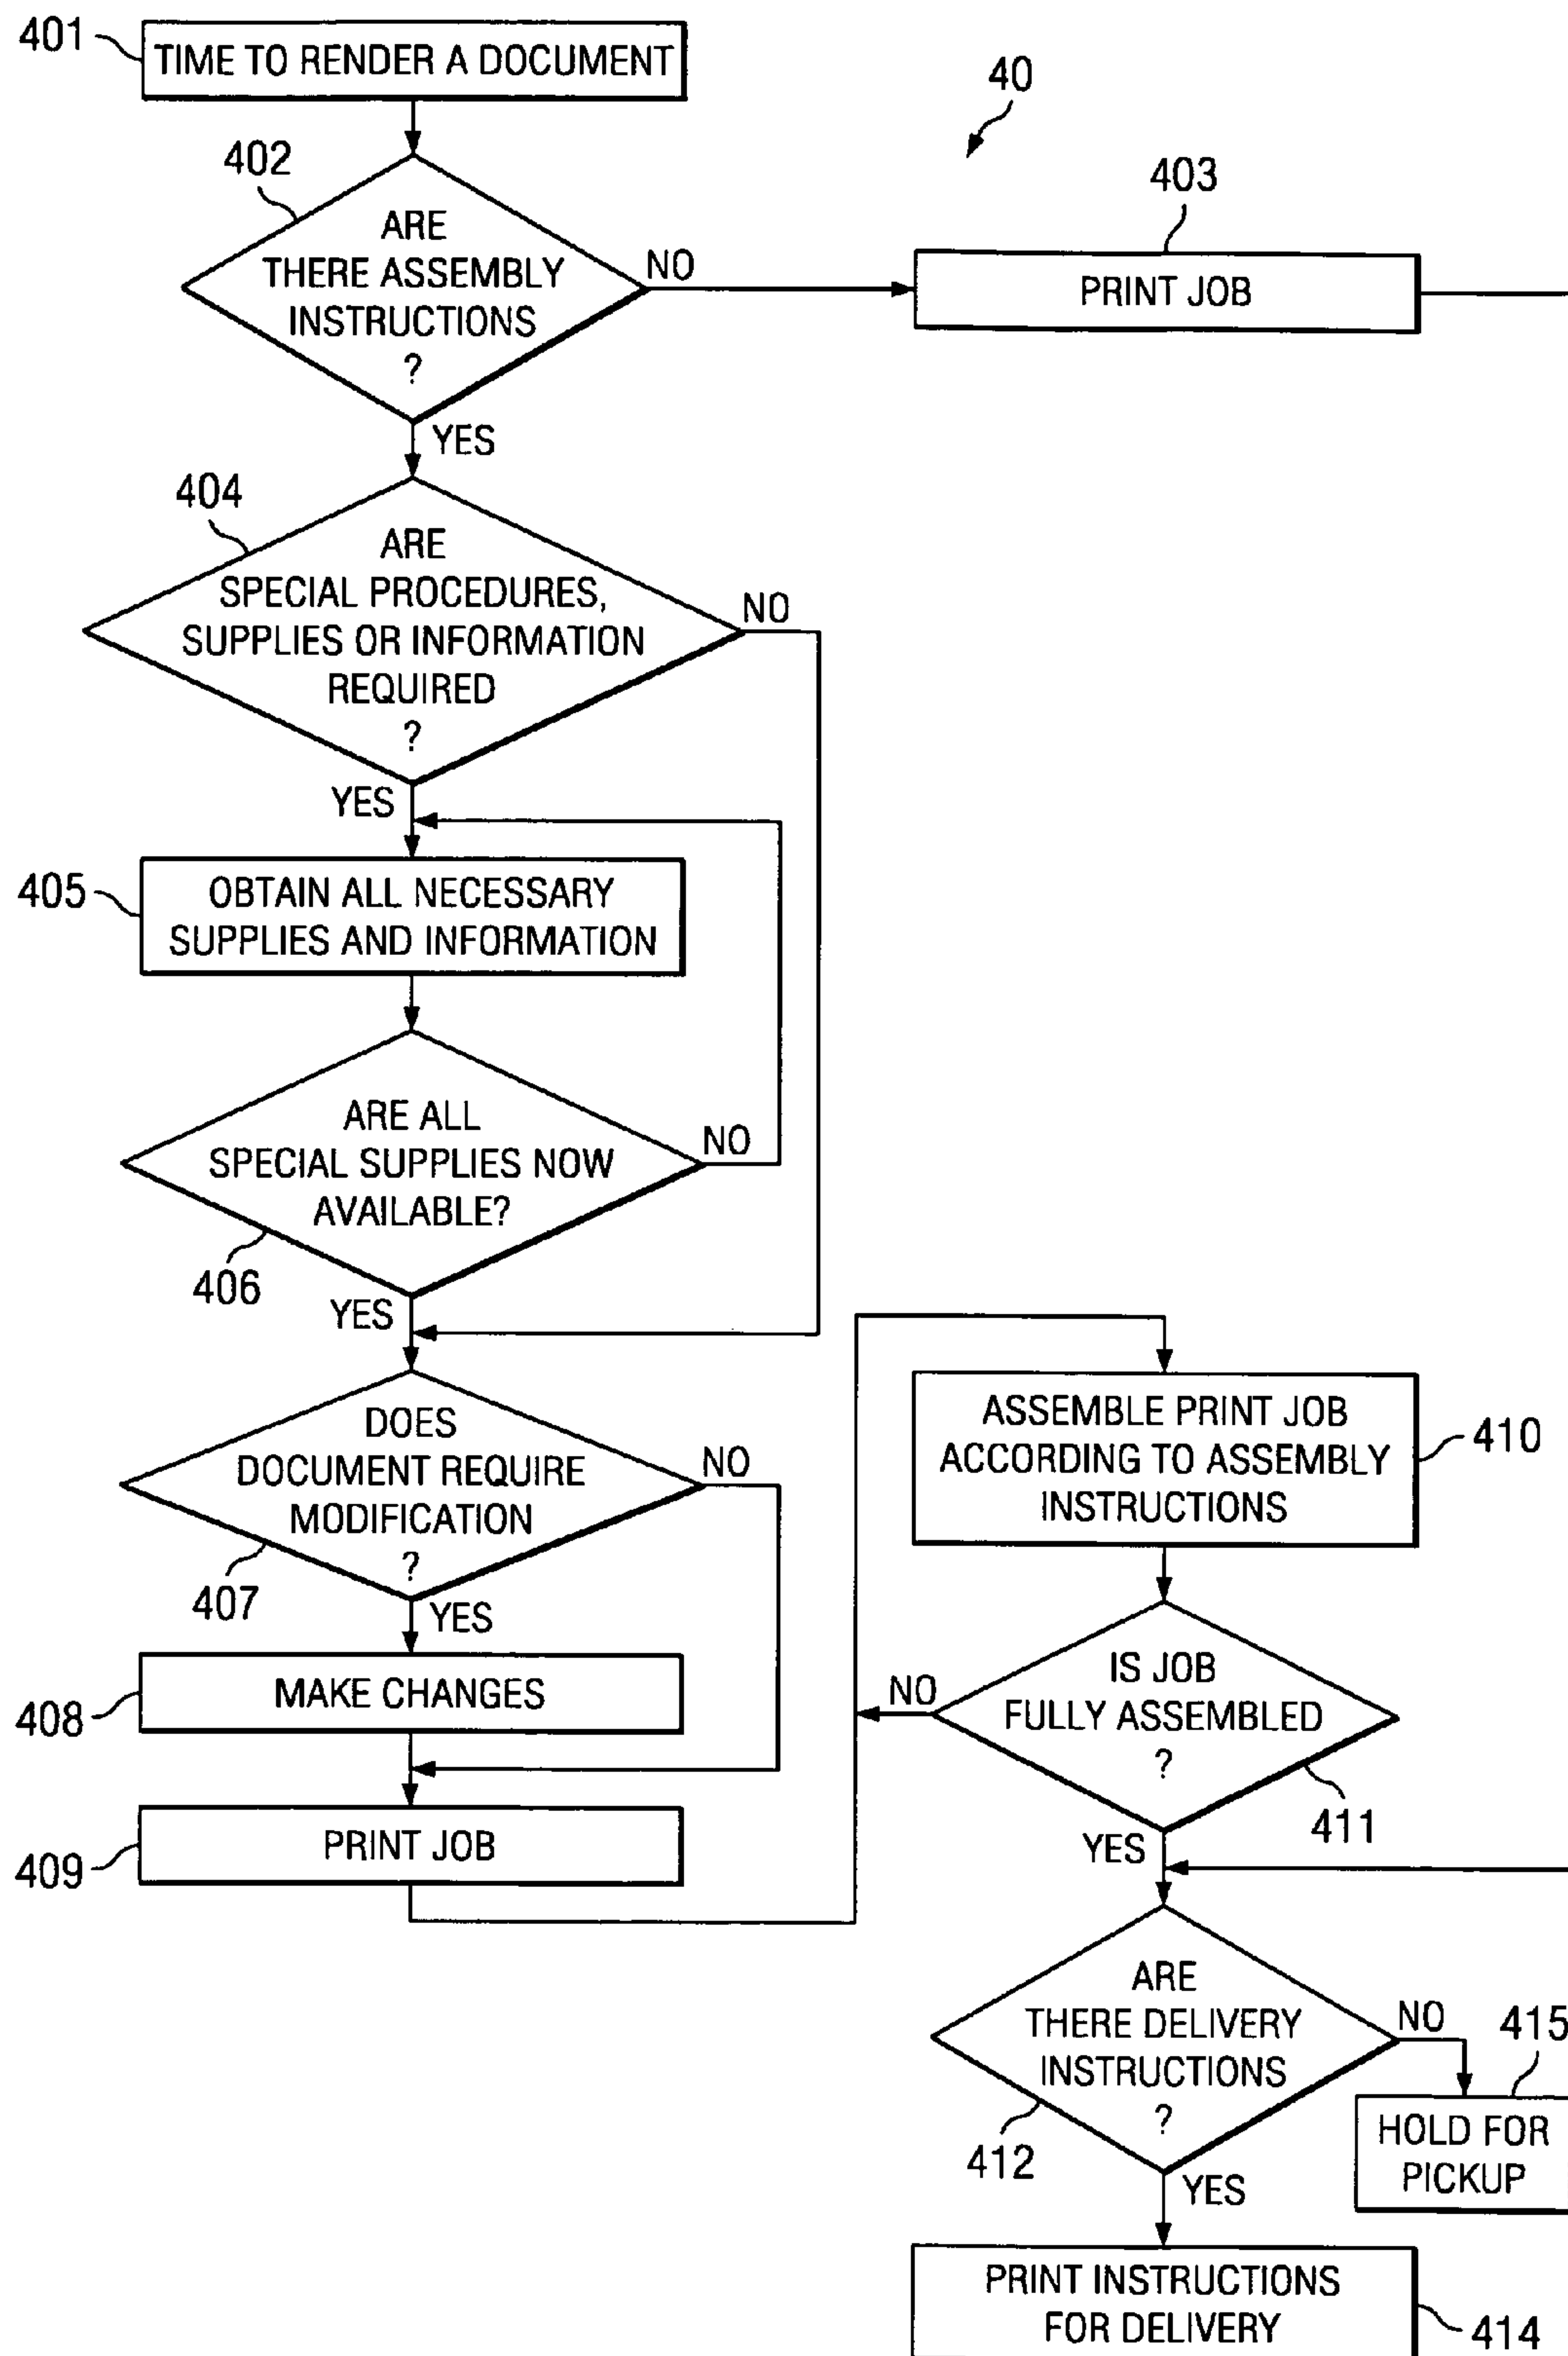 401
TIME TO RENDER A DOCUMENT
40
402
ARE
THERE ASSEMBLY
INSTRUCTIONS
?
NO
YES
403
PRINT JOB
404
ARE
SPECIAL PROCEDURES,
SUPPLIES OR INFORMATION
REQUIRED
?
NO
YES
405
OBTAIN ALL NECESSARY
SUPPLIES AND INFORMATION
ARE ALL
SPECIAL SUPPLIES NOW
AVAILABLE?
NO
406
YES
DOES
DOCUMENT REQUIRE
MODIFICATION
?
NO
407
YES
408
MAKE CHANGES
409
PRINT JOB
ASSEMBLE PRINT JOB
ACCORDING TO ASSEMBLY
INSTRUCTIONS
410
IS JOB
FULLY ASSEMBLED
?
NO
411
YES
ARE
THERE DELIVERY
INSTRUCTIONS
?
NO
412
YES
415
HOLD FOR
PICKUP
PRINT INSTRUCTIONS
FOR DELIVERY
414